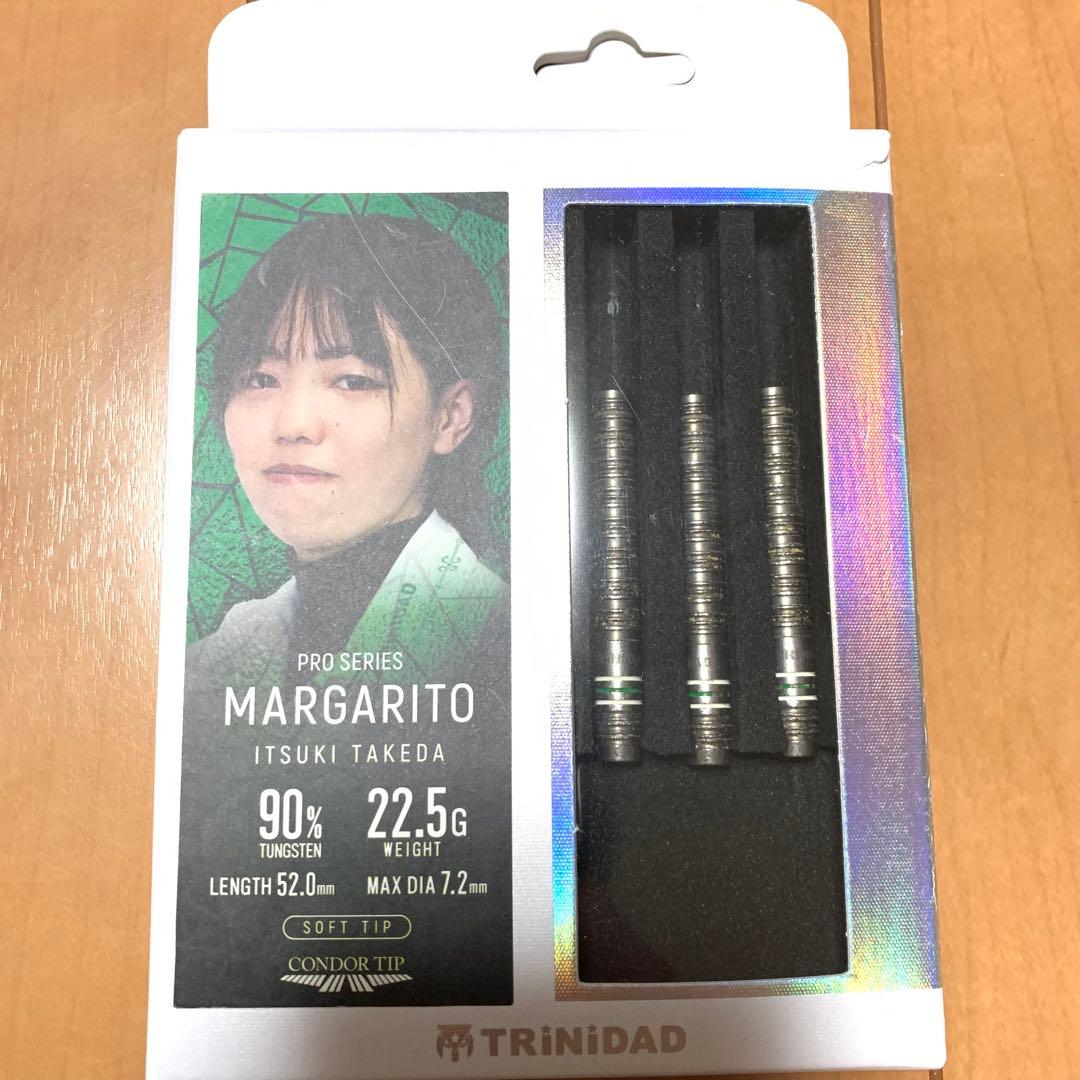 PRO SERIES
MARGARITO
ITSUKI TAKEDA
90% 22.5G
TUNGSTEN WEIGHT
LENGTH 52.0mm MAX DIA 7.2mm
SOFT TIP
CONDOR TIP
TRiNiDAD